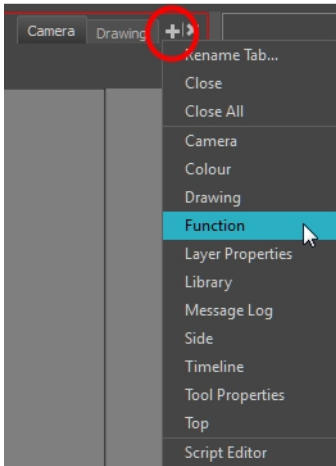 Camera Drawing
Rename Tab...
Close
Close All
Camera
Colour
Drawing
Function
Layer Properties
Library
Message Log
Side
Timeline
Tool Properties
Top
Script Editor